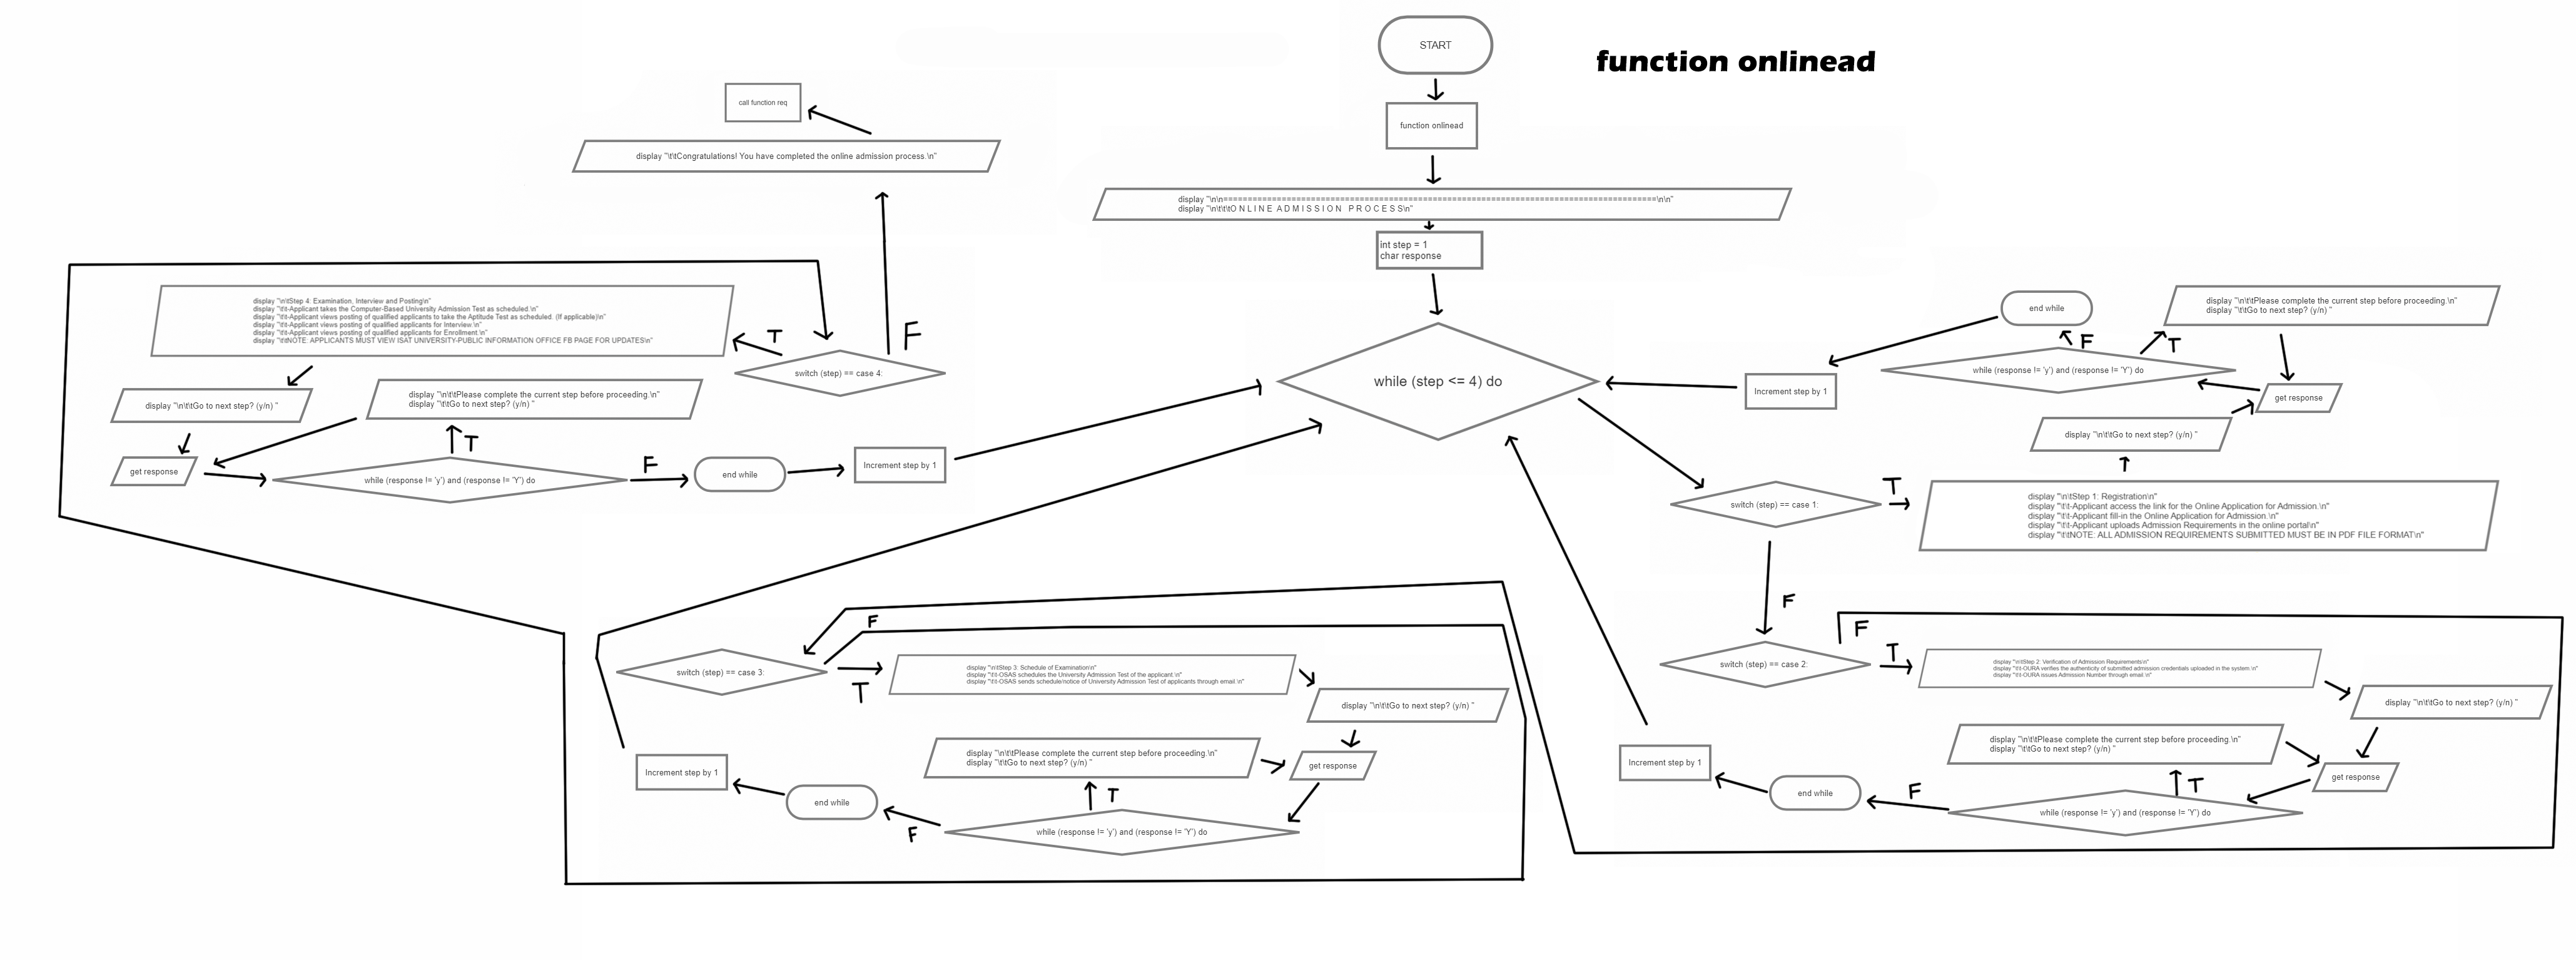 START
function onlinead
function onlinead
display "\n\n=========================================================================================\n\n"
display "\n\t\t\tO N L I N E  A D M I S S I O N   P R O C E S S\n"
int step = 1
char response
while (step <= 4) do
switch (step) == case 1:
T
display "\n\tStep 1: Registration\n"
display "\t\t-Applicant access the link for the Online Application for Admission.\n"
display "\t\t-Applicant fill-in the Online Application for Admission.\n"
display "\t\t-Applicant uploads Admission Requirements in the online portal\n"
display "\t\tNOTE: ALL ADMISSION REQUIREMENTS SUBMITTED MUST BE IN PDF FILE FORMAT\n"
display "\n\t\tGo to next step? (y/n) "
get response
while (response != 'y') and (response != 'Y') do
T
display "\n\t\tPlease complete the current step before proceeding.\n"
display "\t\tGo to next step? (y/n) "
F
end while
Increment step by 1
F
switch (step) == case 2:
T
display "\n\tStep 2: Verification of Admission Requirements\n"
display "\t\t-OURA verifies the authenticity of submitted admission credentials uploaded in the system.\n"
display "\t\t-OURA issues Admission Number through email.\n"
display "\n\t\tGo to next step? (y/n) "
get response
while (response != 'y') and (response != 'Y') do
T
display "\n\t\tPlease complete the current step before proceeding.\n"
display "\t\tGo to next step? (y/n) "
F
end while
Increment step by 1
F
switch (step) == case 3:
T
display "\n\tStep 3: Schedule of Examination\n"
display "\t\t-OSAS schedules the University Admission Test of the applicant.\n"
display "\t\t-OSAS sends schedule/notice of University Admission Test of applicants through email.\n"
display "\n\t\tGo to next step? (y/n) "
get response
while (response != 'y') and (response != 'Y') do
T
display "\n\t\tPlease complete the current step before proceeding.\n"
display "\t\tGo to next step? (y/n) "
F
end while
Increment step by 1
F
switch (step) == case 4:
T
display "\n\tStep 4: Examination, Interview and Posting\n"
display "\t\t-Applicant takes the Computer-Based University Admission Test as scheduled.\n"
display "\t\t-Applicant views posting of qualified applicants to take the Aptitude Test as scheduled. (If applicable)\n"
display "\t\t-Applicant views posting of qualified applicants for Interview.\n"
display "\t\t-Applicant views posting of qualified applicants for Enrollment.\n"
display "\t\tNOTE: APPLICANTS MUST VIEW ISAT UNIVERSITY-PUBLIC INFORMATION OFFICE FB PAGE FOR UPDATES\n"
display "\n\t\tGo to next step? (y/n) "
get response
while (response != 'y') and (response != 'Y') do
T
display "\n\t\tPlease complete the current step before proceeding.\n"
display "\t\tGo to next step? (y/n) "
F
end while
Increment step by 1
F
display "\t\tCongratulations! You have completed the online admission process.\n"
call function req